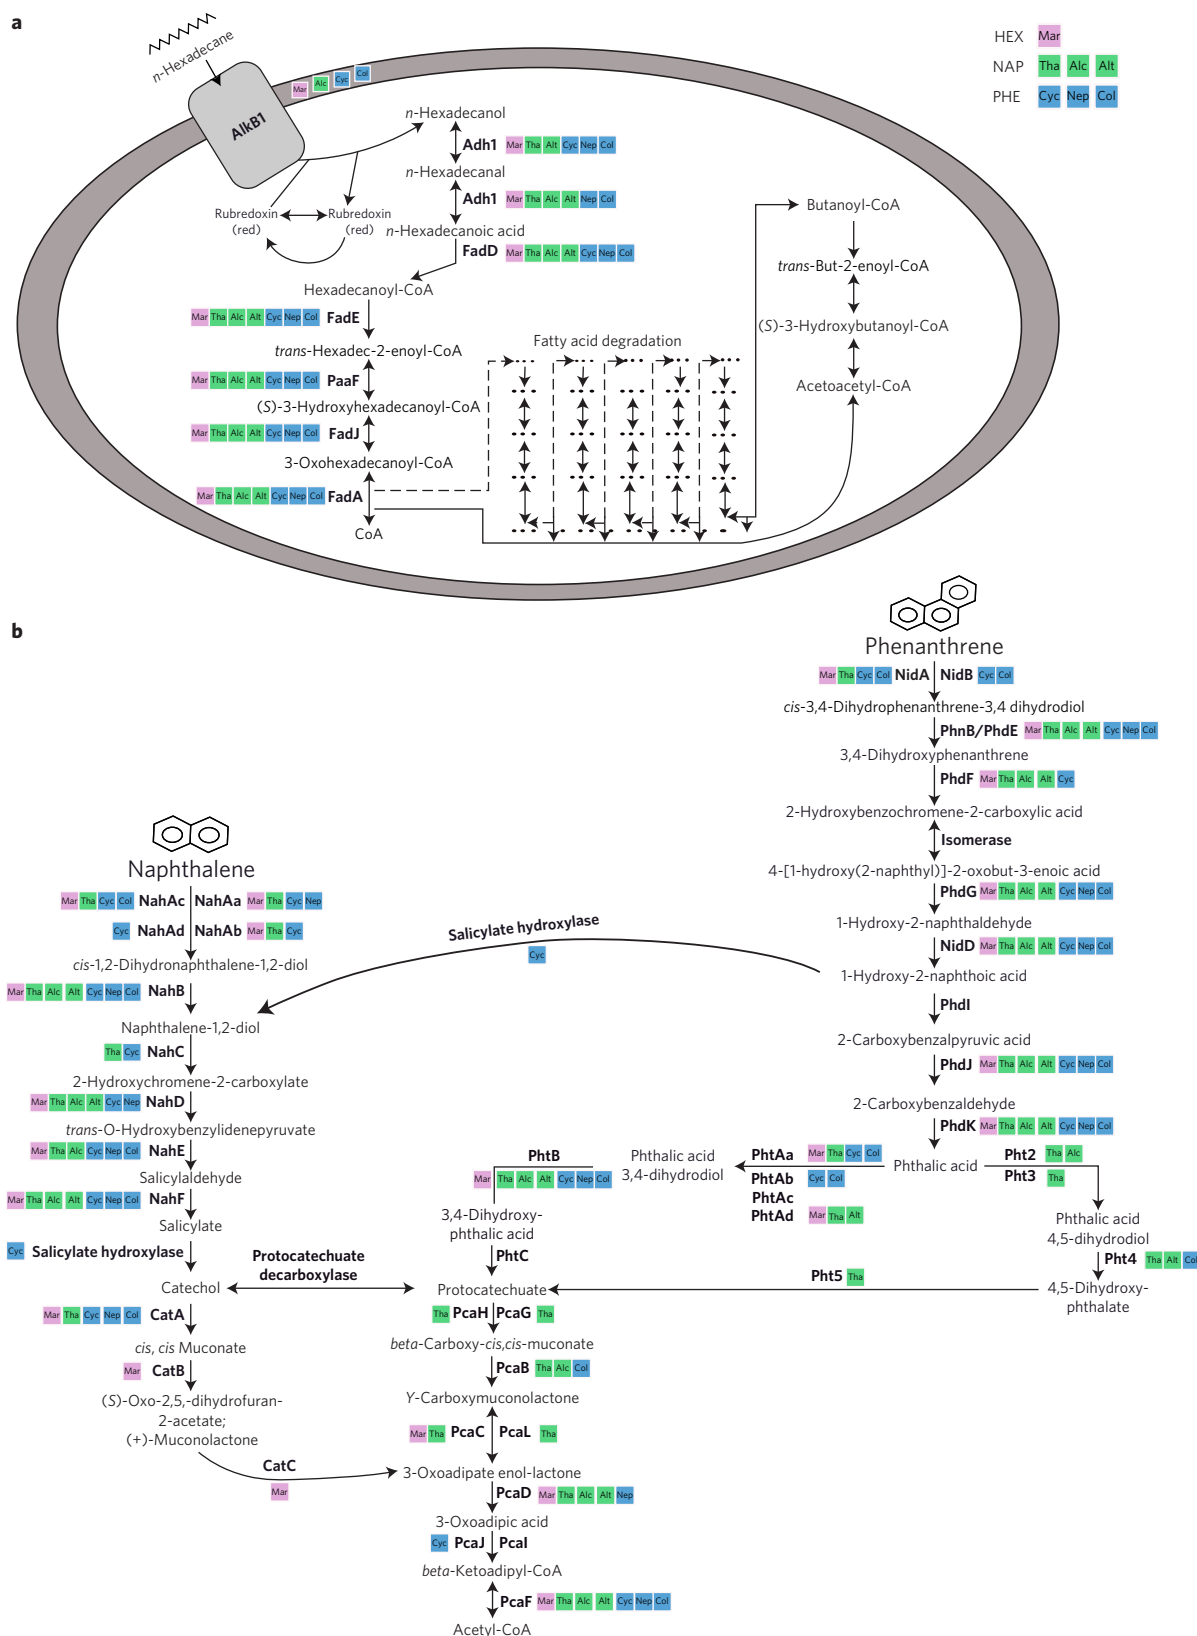 a
n-Hexadecane
AlkB1
Mar Alc Cyc Col
HEX Mar
NAP Tha Alc Alt
PHE Cyc Nep Col
n-Hexadecanol
Adh1 Mar Tha Alt Cyc Nep Col
n-Hexadecanal
Adh1 Mar Tha Alc Alt Nep Col
Rubredoxin (red)
Rubredoxin (red)
n-Hexadecanoic acid
FadD Mar Tha Alc Alt Cyc Nep Col
Hexadecanoyl-CoA
Mar Tha Alc Alt Cyc Nep Col FadE
trans-Hexadec-2-enoyl-CoA
Mar Tha Alc Alt Cyc Nep Col PaaF
(S)-3-Hydroxyhexadecanoyl-CoA
Mar Tha Alc Alt Cyc Nep Col FadJ
3-Oxohexadecanoyl-CoA
Mar Tha Alc Alt Cyc Nep Col FadA
CoA
Fatty acid degradation
Butanoyl-CoA
trans-But-2-enoyl-CoA
(S)-3-Hydroxybutanoyl-CoA
Acetoacetyl-CoA
b
Phenanthrene
Mar Tha Cyc Col NidA NidB Cyc Col
cis-3,4-Dihydrophenanthrene-3,4 dihydrodiol
PhnB/PhdE Mar Tha Alc Alt Cyc Nep Col
3,4-Dihydroxyphenanthrene
PhdF Mar Tha Alc Alt Cyc
2-Hydroxybenzochromene-2-carboxylic acid
Isomerase
4-[1-hydroxy(2-naphthyl)]-2-oxobut-3-enoic acid
PhdG Mar Tha Alc Alt Cyc Nep Col
1-Hydroxy-2-naphthaldehyde
NidD Mar Tha Alc Alt Cyc Nep Col
1-Hydroxy-2-naphthoic acid
PhdI
2-Carboxybenzalpyruvic acid
PhdJ Mar Tha Alc Alt Cyc Nep Col
2-Carboxybenzaldehyde
PhdK Mar Tha Alc Alt Cyc Nep Col
Phthalic acid
Salicylate hydroxylase
Cyc
Naphthalene
Mar Tha Cyc Col NahAc NahAa Mar Tha Cyc Nep
Cyc NahAd NahAb Mar Tha Cyc
cis-1,2-Dihydronaphthalene-1,2-diol
Mar Tha Alc Alt Cyc Nep Col NahB
Naphthalene-1,2-diol
Tha Cyc NahC
2-Hydroxychromene-2-carboxylate
Mar Tha Alc Alt Cyc Nep NahD
trans-O-Hydroxybenzylidenepyruvate
Mar Tha Alc Cyc Nep Col NahE
Salicylaldehyde
Mar Tha Alc Alt Cyc Nep Col NahF
Salicylate
Cyc Salicylate hydroxylase
Catechol
Protocatechuate
decarboxylase
Mar Tha Cyc Nep Col CatA
cis, cis Muconate
Mar CatB
(S)-Oxo-2,5,-dihydrofuran-
2-acetate;
(+)-Muconolactone
CatC
Mar
PhtAa Mar Tha Cyc Col
PhtAb Cyc Col
PhtAc
PhtAd Mar Tha Alt
Phthalic acid
3,4-dihydrodiol
PhtB
Mar Tha Alc Alt Cyc Nep Col
3,4-Dihydroxy-
phthalic acid
PhtC
Pht2 Tha Alc
Pht3 Tha
Phthalic acid
4,5-dihydrodiol
Pht4 Tha Alt Col
4,5-Dihydroxy-
phthalate
Pht5 Tha
Protocatechuate
Tha PcaH PcaG Tha
beta-Carboxy-cis,cis-muconate
PcaB Tha Alc Col
Y-Carboxymuconolactone
Mar Tha PcaC PcaL Tha
3-Oxoadipate enol-lactone
PcaD Mar Tha Alc Alt Nep
3-Oxoadipic acid
Cyc PcaJ PcaI
beta-Ketoadipyl-CoA
PcaF Mar Tha Alc Alt Cyc Nep Col
Acetyl-CoA